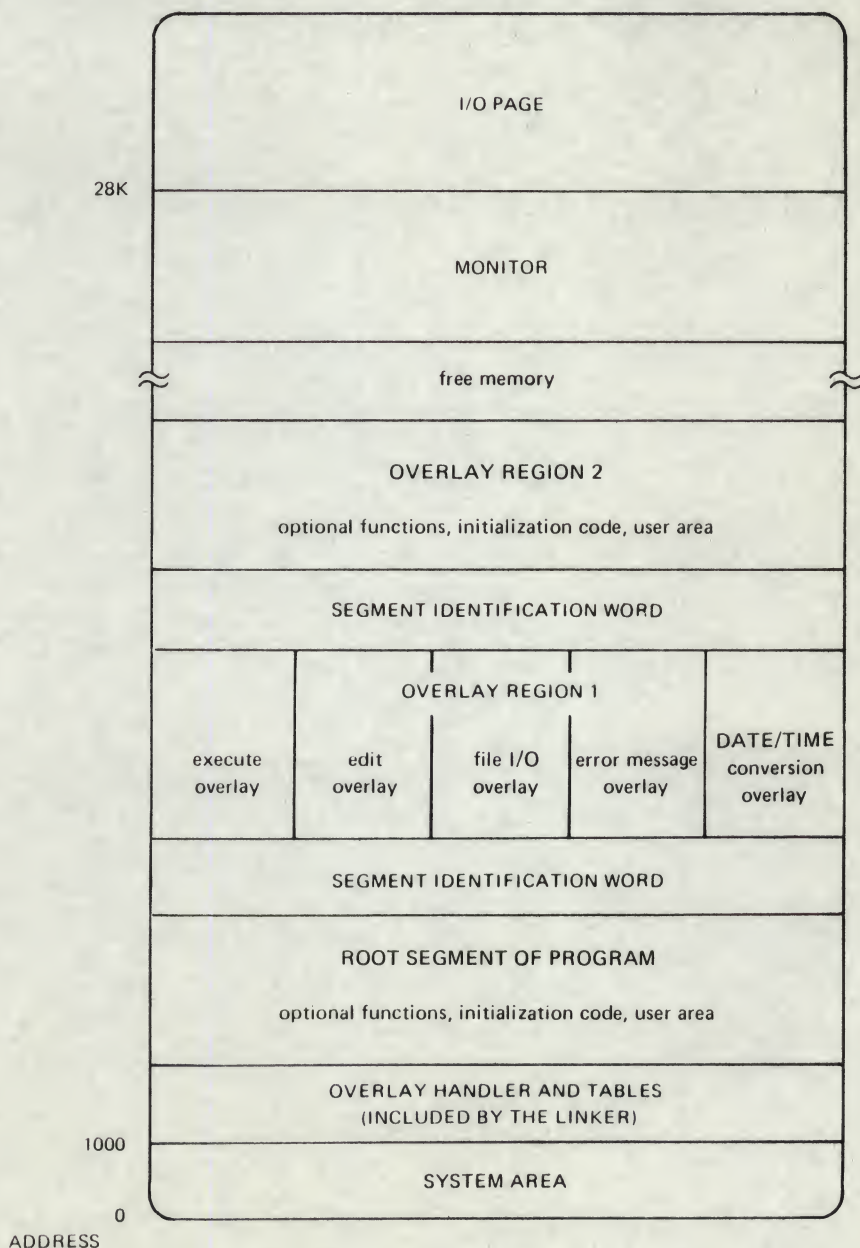 I/O PAGE
28K
MONITOR
free memory
OVERLAY REGION 2
optional functions, initialization code, user area
SEGMENT IDENTIFICATION WORD
OVERLAY REGION 1
execute
overlay
edit
overlay
file I/O
overlay
error message
overlay
DATE/TIME
conversion
overlay
SEGMENT IDENTIFICATION WORD
ROOT SEGMENT OF PROGRAM
optional functions, initialization code, user area
OVERLAY HANDLER AND TABLES
(INCLUDED BY THE LINKER)
1000
SYSTEM AREA
0
ADDRESS